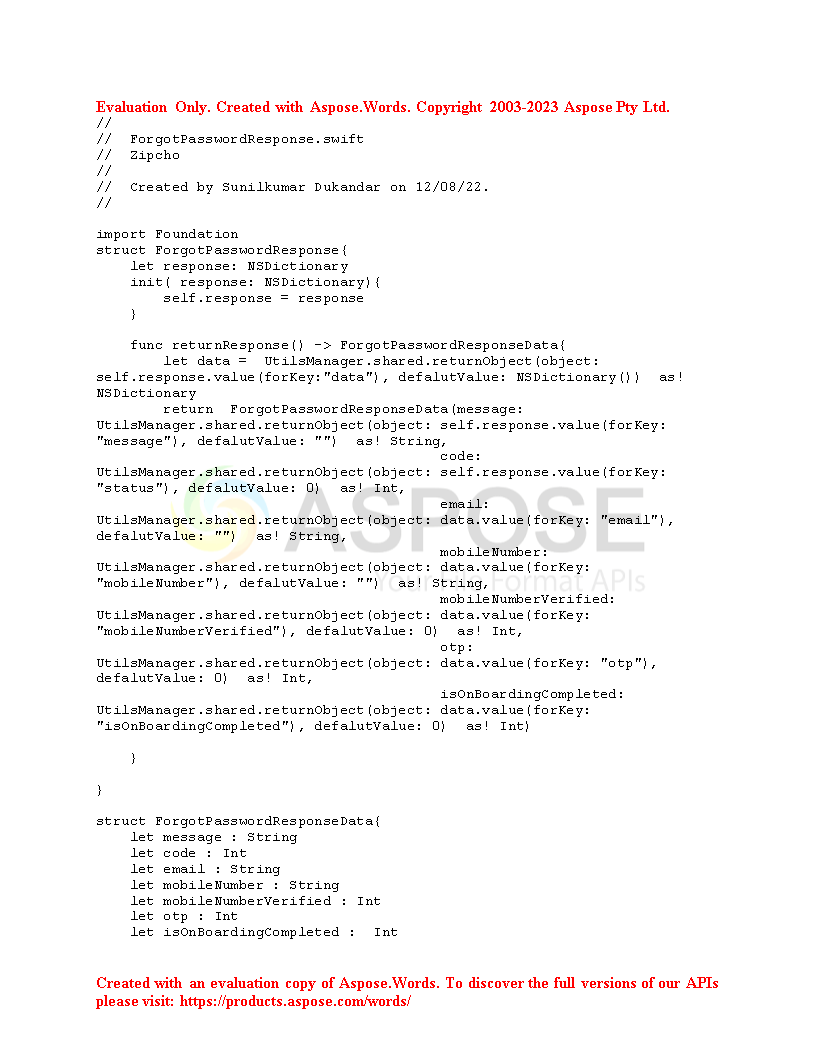 Evaluation Only. Created with Aspose.Words. Copyright 2003-2023 Aspose Pty Ltd.
//
//  ForgotPasswordResponse.swift
//  Zipcho
//
//  Created by Sunilkumar Dukandar on 12/08/22.
//

import Foundation
struct ForgotPasswordResponse{
    let response: NSDictionary
    init( response: NSDictionary){
        self.response = response
    }

    func returnResponse() -> ForgotPasswordResponseData{
        let data =  UtilsManager.shared.returnObject(object:
self.response.value(forKey:"data"), defalutValue: NSDictionary())  as!
NSDictionary
        return  ForgotPasswordResponseData(message:
UtilsManager.shared.returnObject(object: self.response.value(forKey:
"message"), defalutValue: "")  as! String,
                                         code:
UtilsManager.shared.returnObject(object: self.response.value(forKey:
"status"), defalutValue: 0)  as! Int,
                                         email:
UtilsManager.shared.returnObject(object: data.value(forKey: "email"),
defalutValue: "")  as! String,
                                         mobileNumber:
UtilsManager.shared.returnObject(object: data.value(forKey:
"mobileNumber"), defalutValue: "")  as! String,
                                         mobileNumberVerified:
UtilsManager.shared.returnObject(object: data.value(forKey:
"mobileNumberVerified"), defalutValue: 0)  as! Int,
                                         otp:
UtilsManager.shared.returnObject(object: data.value(forKey: "otp"),
defalutValue: 0)  as! Int,
                                         isOnBoardingCompleted:
UtilsManager.shared.returnObject(object: data.value(forKey:
"isOnBoardingCompleted"), defalutValue: 0)  as! Int)

    }

}

struct ForgotPasswordResponseData{
    let message : String
    let code : Int
    let email : String
    let mobileNumber : String
    let mobileNumberVerified : Int
    let otp : Int
    let isOnBoardingCompleted :  Int
ASPOSE
Format APIs
Created with an evaluation copy of Aspose.Words. To discover the full versions of our APIs
please visit: https://products.aspose.com/words/